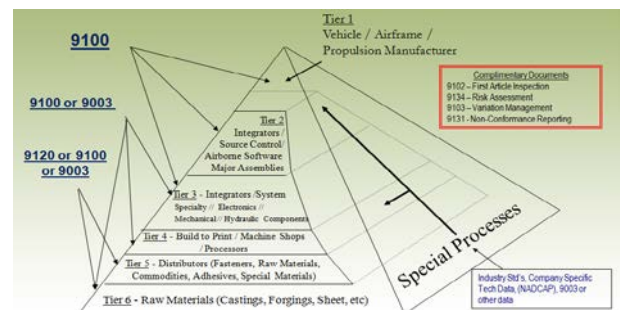 Tier 1
Vehicle / Airframe /
Propulsion Manufacturer
9100
9100 or 9003
9120 or 9100
or 9003
Complimentary Documents
9102 – First Article Inspection
9134 – Risk Assessment
9103 – Variation Management
9131 - Non-Conformance Reporting
Tier 2
Integrators /
Source Control /
Airborne Software
Major Assemblies
Tier 3 - Integrators /System
Specialty // Electronics //
Mechanical // Hydraulic Components
Tier 4 - Build to Print / Machine Shops
/ Processors
Tier 5 - Distributors (Fasteners, Raw Materials,
Commodities, Adhesives, Special Materials)
Tier 6 - Raw Materials (Castings, Forgings, Sheet, etc)
Special Processes
Industry Std's, Company Specific
Tech Data, (NADCAP), 9003 or
other data